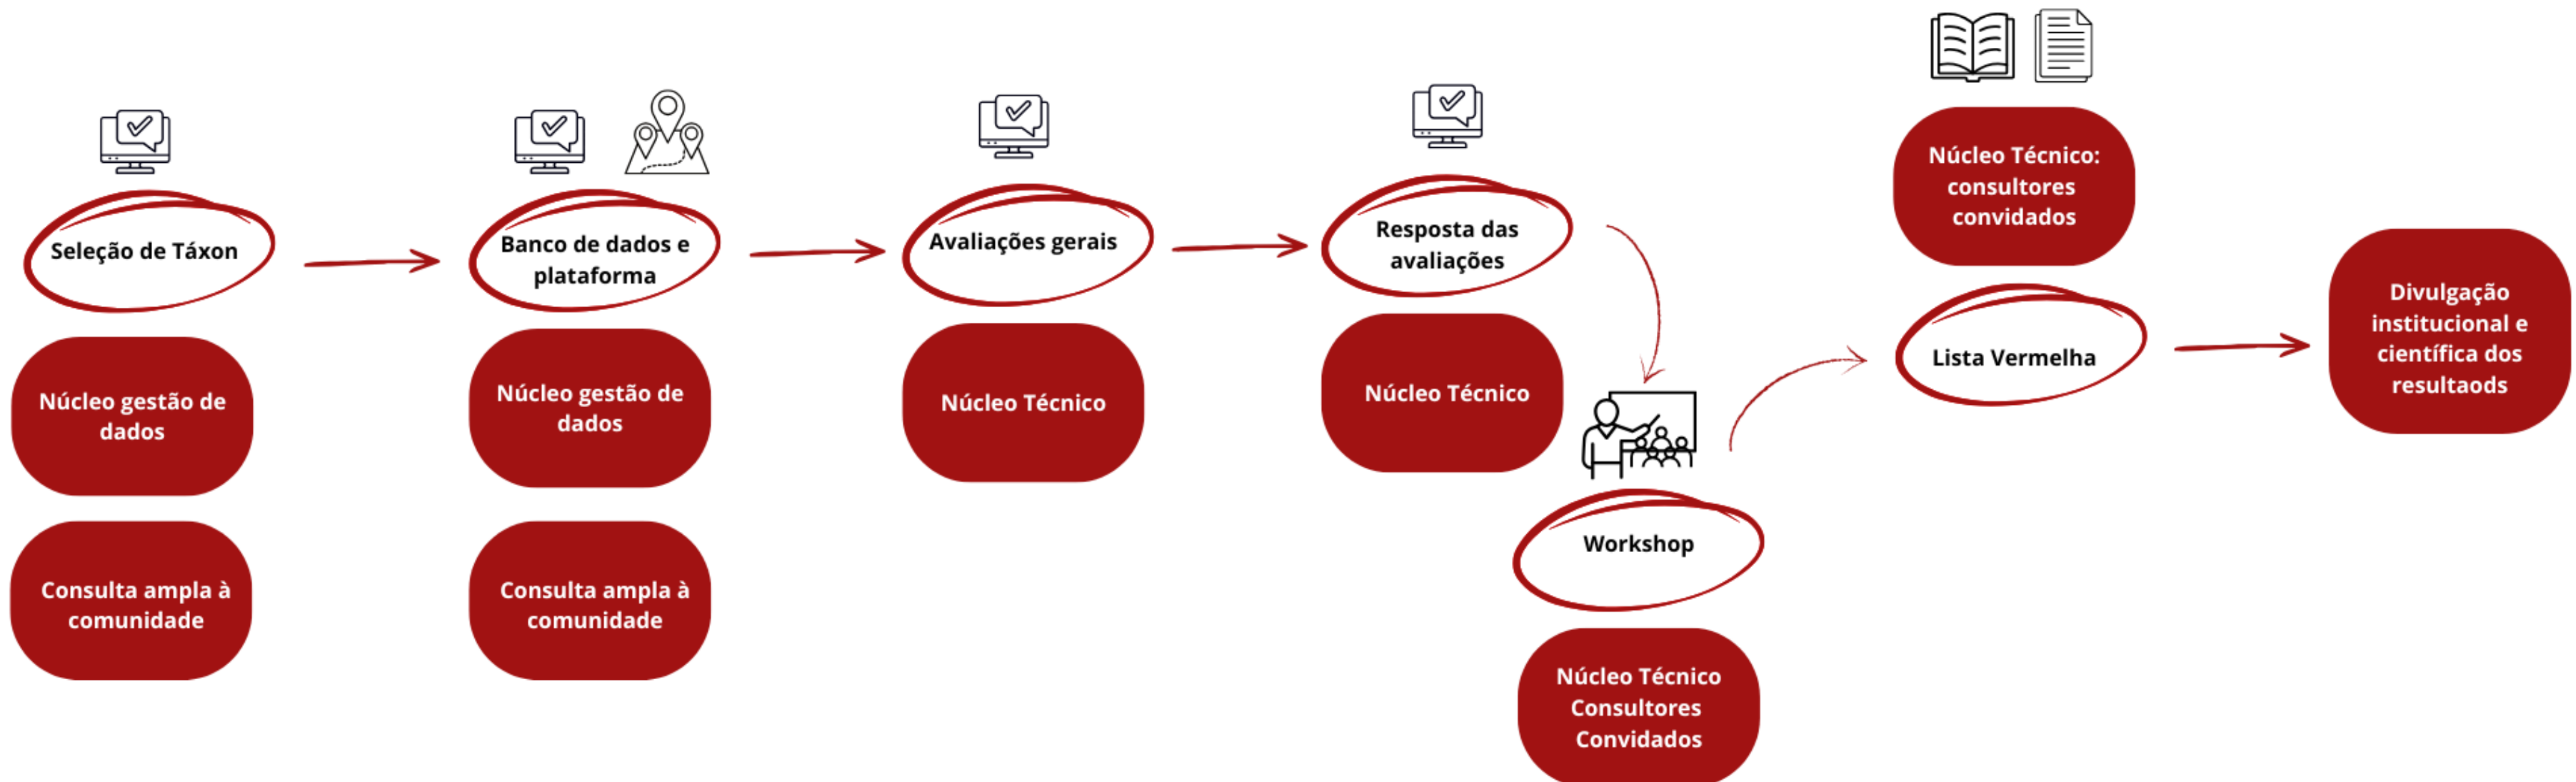 Seleção de Táxon
Núcleo gestão de
dados
Consulta ampla à
comunidade
Banco de dados e
plataforma
Núcleo gestão de
dados
Consulta ampla à
comunidade
Avaliações gerais
Núcleo Técnico
Resposta das
avaliações
Núcleo Técnico
Workshop
Núcleo Técnico
Consultores
Convidados
Núcleo Técnico:
consultores
convidados
Lista Vermelha
Divulgação
institucional e
científica dos
resultaods